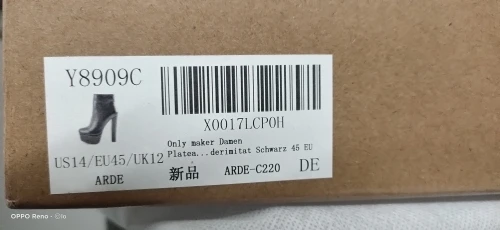 Y8909C
X0017LCP0H
Only maker Damen
Platea...derimitat Schwarz 45 EU
US14/EU45/UK12
ARDE
新品
ARDE-C220
DE
OPPO Reno